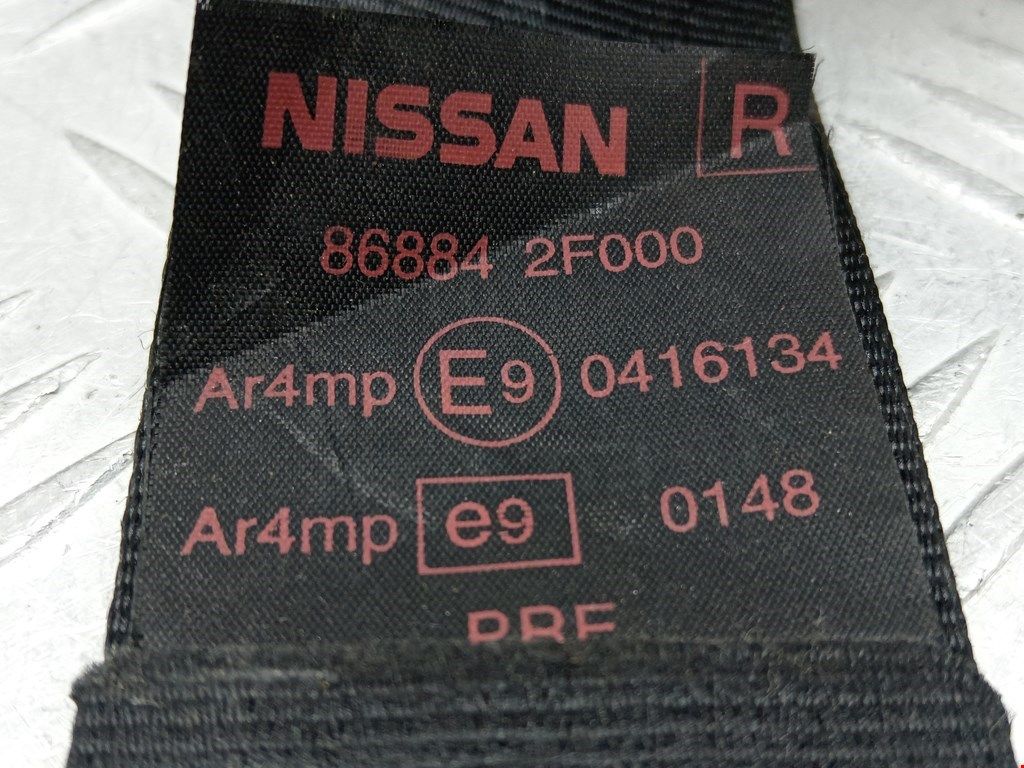 NISSAN R
86884 2F000
Ar4mp E9 0416134
Ar4mp e9 0148